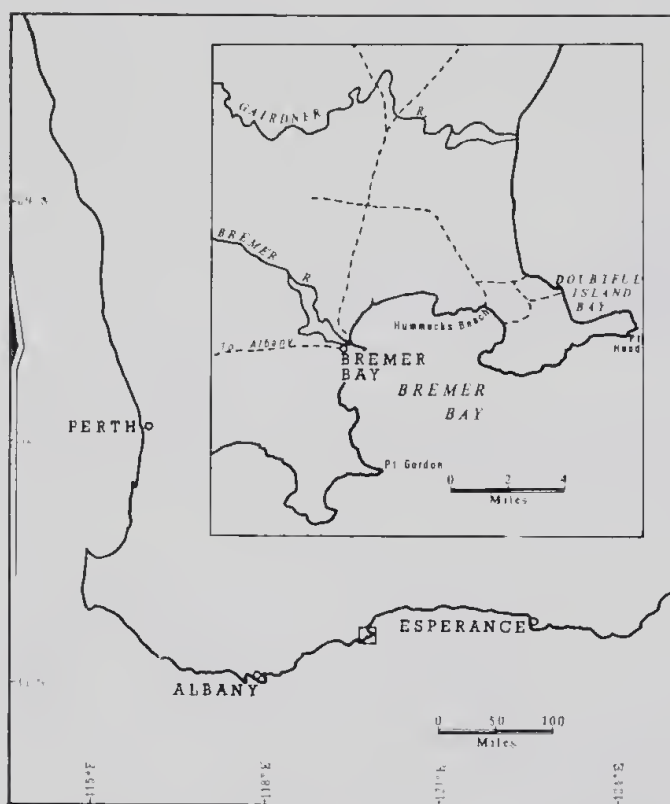 GAIRDNER R
BREMER R
DOUBTFUL
ISLAND
BAY
Hummocks Beach
To Albany
BREMER
BAY
BREMER
BAY
Pt Gordon
0 2 4
Miles
PERTH
ESPERANCE
ALBANY
0 50 100
Miles
115°E
118°E
121°E